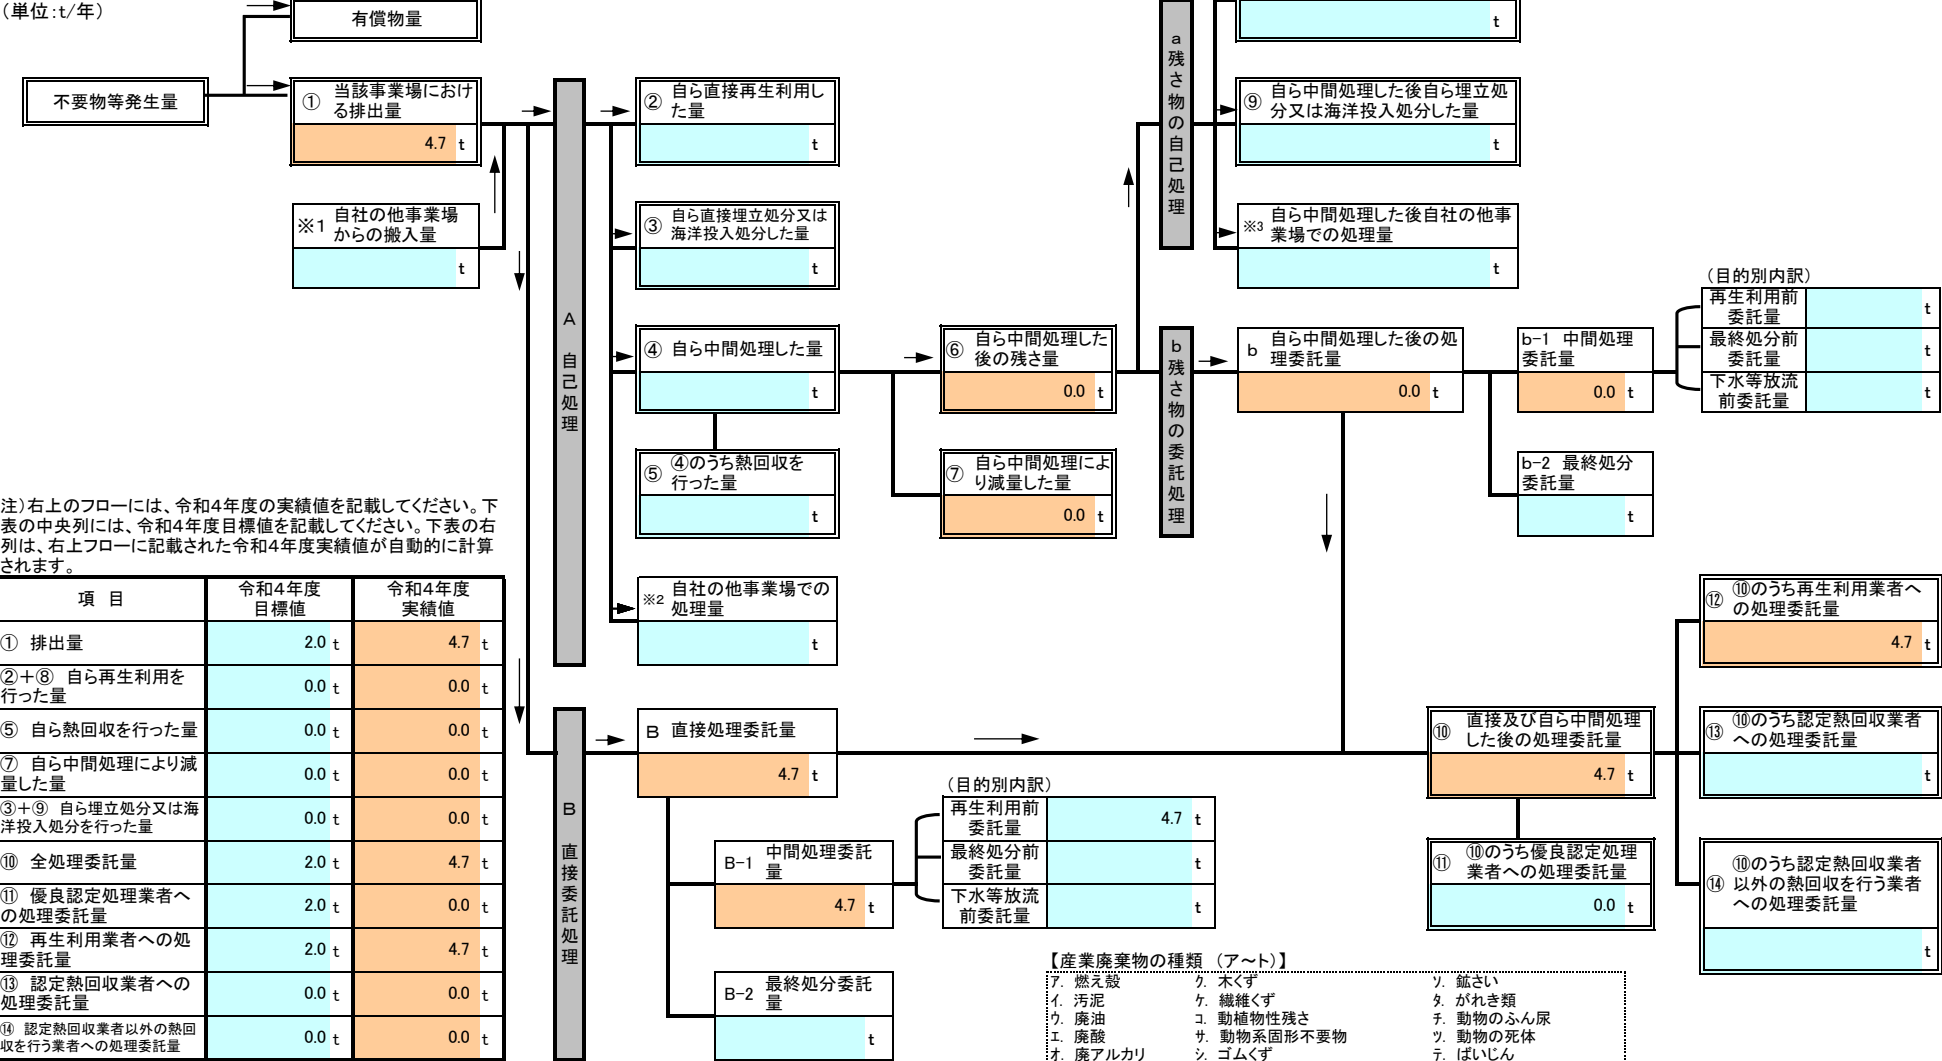 (単位:t/年)
有償物量
不要物等発生量
① 当該事業場におけ
る排出量
4.7 t
※1 自社の他事業場
からの搬入量
t
A 自己処理
② 自ら直接再生利用し
た量
t
③ 自ら直接埋立処分又は
海洋投入処分した量
t
④ 自ら中間処理した量
t
⑤ ④のうち熱回収を
行った量
t
※2 自社の他事業場での
処理量
t
⑥ 自ら中間処理した
後の残さ量
0.0 t
⑦ 自ら中間処理によ
り減量した量
0.0 t
a 残さ物の自己処理
t
⑨ 自ら中間処理した後自ら埋立処
分又は海洋投入処分した量
t
※3 自ら中間処理した後自社の他事
業場での処理量
t
b 残さ物の委託処理
b 自ら中間処理した後の処
理委託量
0.0 t
b-1 中間処理
委託量
0.0 t
b-2 最終処分
委託量
t
(目的別内訳)
再生利用前
委託量
t
最終処分前
委託量
t
下水等放流
前委託量
t
注)右上のフローには、令和4年度の実績値を記載してください。下
表の中央列には、令和4年度目標値を記載してください。下表の右
列は、右上フローに記載された令和4年度実績値が自動的に計算
されます。
項 目 令和4年度
目標値 令和4年度
実績値
① 排出量 2.0 t 4.7 t
②+⑧ 自ら再生利用を
行った量 0.0 t 0.0 t
⑤ 自ら熱回収を行った量 0.0 t 0.0 t
⑦ 自ら中間処理により減
量した量 0.0 t 0.0 t
③+⑨ 自ら埋立処分又は海
洋投入処分を行った量 0.0 t 0.0 t
⑩ 全処理委託量 2.0 t 4.7 t
⑪ 優良認定処理業者へ
の処理委託量 2.0 t 0.0 t
⑫ 再生利用業者への処
理委託量 2.0 t 4.7 t
⑬ 認定熱回収業者への
処理委託量 0.0 t 0.0 t
⑭ 認定熱回収業者以外の熱回
収を行う業者への処理委託量 0.0 t 0.0 t
B 直接委託処理
B 直接処理委託量
4.7 t
B-1 中間処理委託
量
4.7 t
B-2 最終処分委託
量
t
(目的別内訳)
再生利用前
委託量
4.7 t
最終処分前
委託量
t
下水等放流
前委託量
t
⑩ 直接及び自ら中間処理
した後の処理委託量
4.7 t
⑪ ⑩のうち優良認定処理
業者への処理委託量
0.0 t
⑫ ⑩のうち再生利用業者へ
の処理委託量
4.7 t
⑬ ⑩のうち認定熱回収業者
への処理委託量
t
⑭ ⑩のうち認定熱回収業者
以外の熱回収を行う業者
への処理委託量
t
【産業廃棄物の種類 (ア~ト)】
ア. 燃え殻 ク. 木くず ソ. 鉱さい
イ. 汚泥 ケ. 繊維くず タ. がれき類
ウ. 廃油 コ. 動植物性残さ チ. 動物のふん尿
エ. 廃酸 サ. 動物系固形不要物 ツ. 動物の死体
オ. 廃アルカリ シ. ゴムくず テ. ばいじん